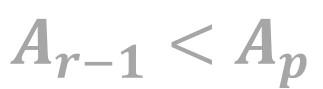 $A_{r-1} < A_p$